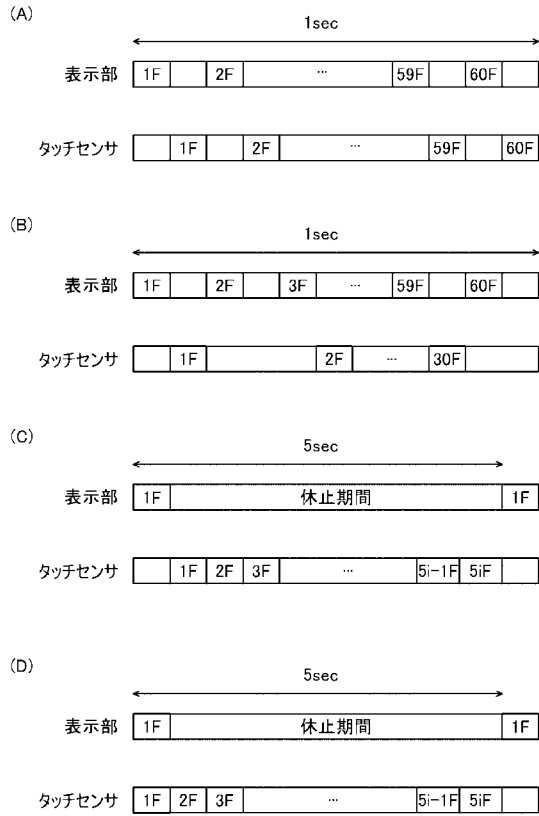 (A)
1sec
表示部 1F 2F … 59F 60F
タッチセンサ 1F 2F … 59F 60F
(B)
1sec
表示部 1F 2F 3F … 59F 60F
タッチセンサ 1F 2F … 30F
(C)
5sec
表示部 1F 休止期間 1F
タッチセンサ 1F 2F 3F … 5i-1F 5iF
(D)
5sec
表示部 1F 休止期間 1F
タッチセンサ 1F 2F 3F … 5i-1F 5iF